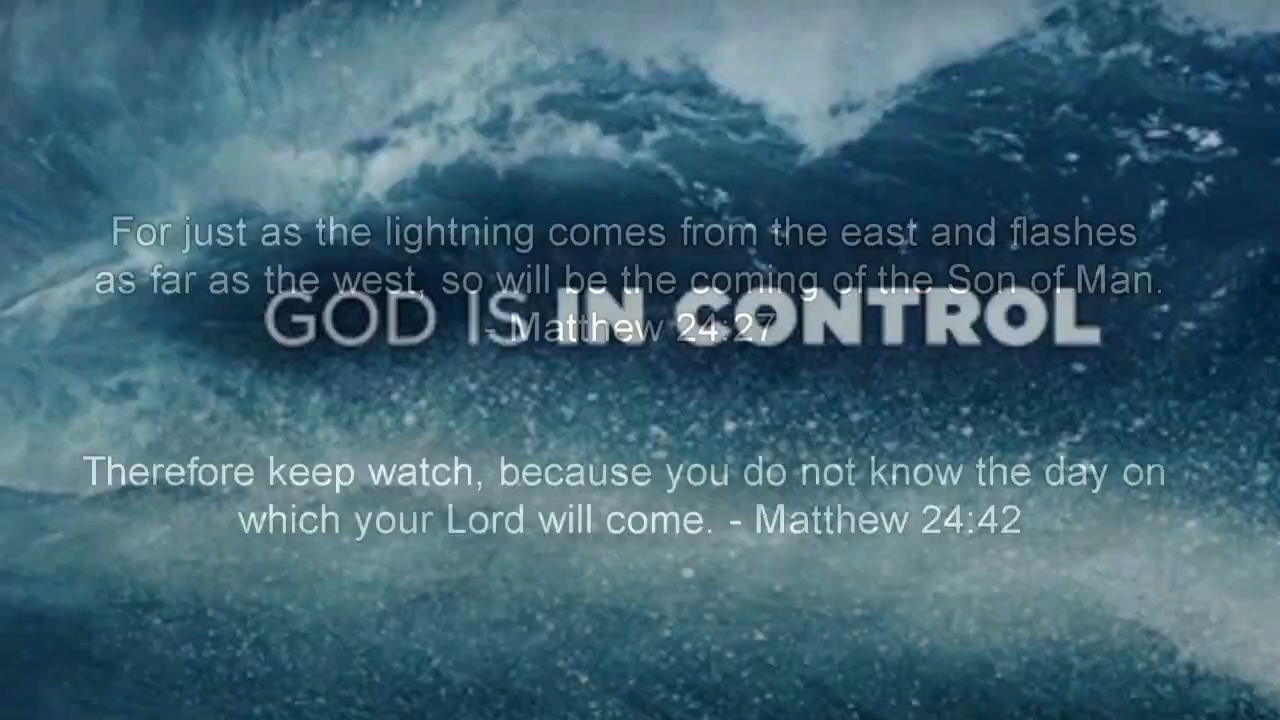 For just as the lightning comes from the east and flashes
as far as the west, so will be the coming of the Son of Man.
GOD IS IN CONTROL
- Matthew 24:27
Therefore keep watch, because you do not know the day on
which your Lord will come. - Matthew 24:42